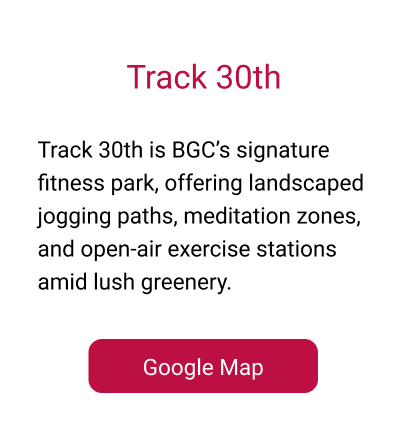 Track 30th
Track 30th is BGC’s signature
fitness park, offering landscaped
jogging paths, meditation zones,
and open-air exercise stations
amid lush greenery.
Google Map